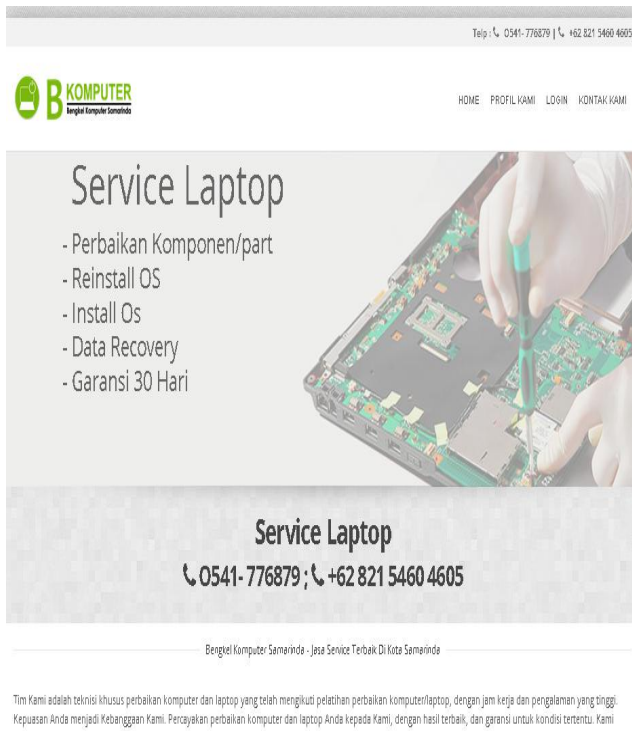 Telp : 0541- 776879 | +62 821 5460 4605
B KOMPUTER
Bengkel Komputer Samarinda
HOME PROFIL KAMI LOGIN KONTAK KAMI
Service Laptop
- Perbaikan Komponen/part
- Reinstall OS
- Install Os
- Data Recovery
- Garansi 30 Hari
Service Laptop
0541- 776879 ; +62 821 5460 4605
Bengkel Komputer Samarinda - Jasa Service Terbaik Di Kota Samarinda
Tim Kami adalah teknisi khusus perbaikan komputer dan laptop yang telah mengikuti pelatihan perbaikan komputer/laptop, dengan jam kerja dan pengalaman yang tinggi.
Kepuasan Anda menjadi Kebanggaan Kami. Percayakan perbaikan komputer dan laptop Anda kepada Kami, dengan hasil terbaik, dan garansi untuk kondisi tertentu. Kami